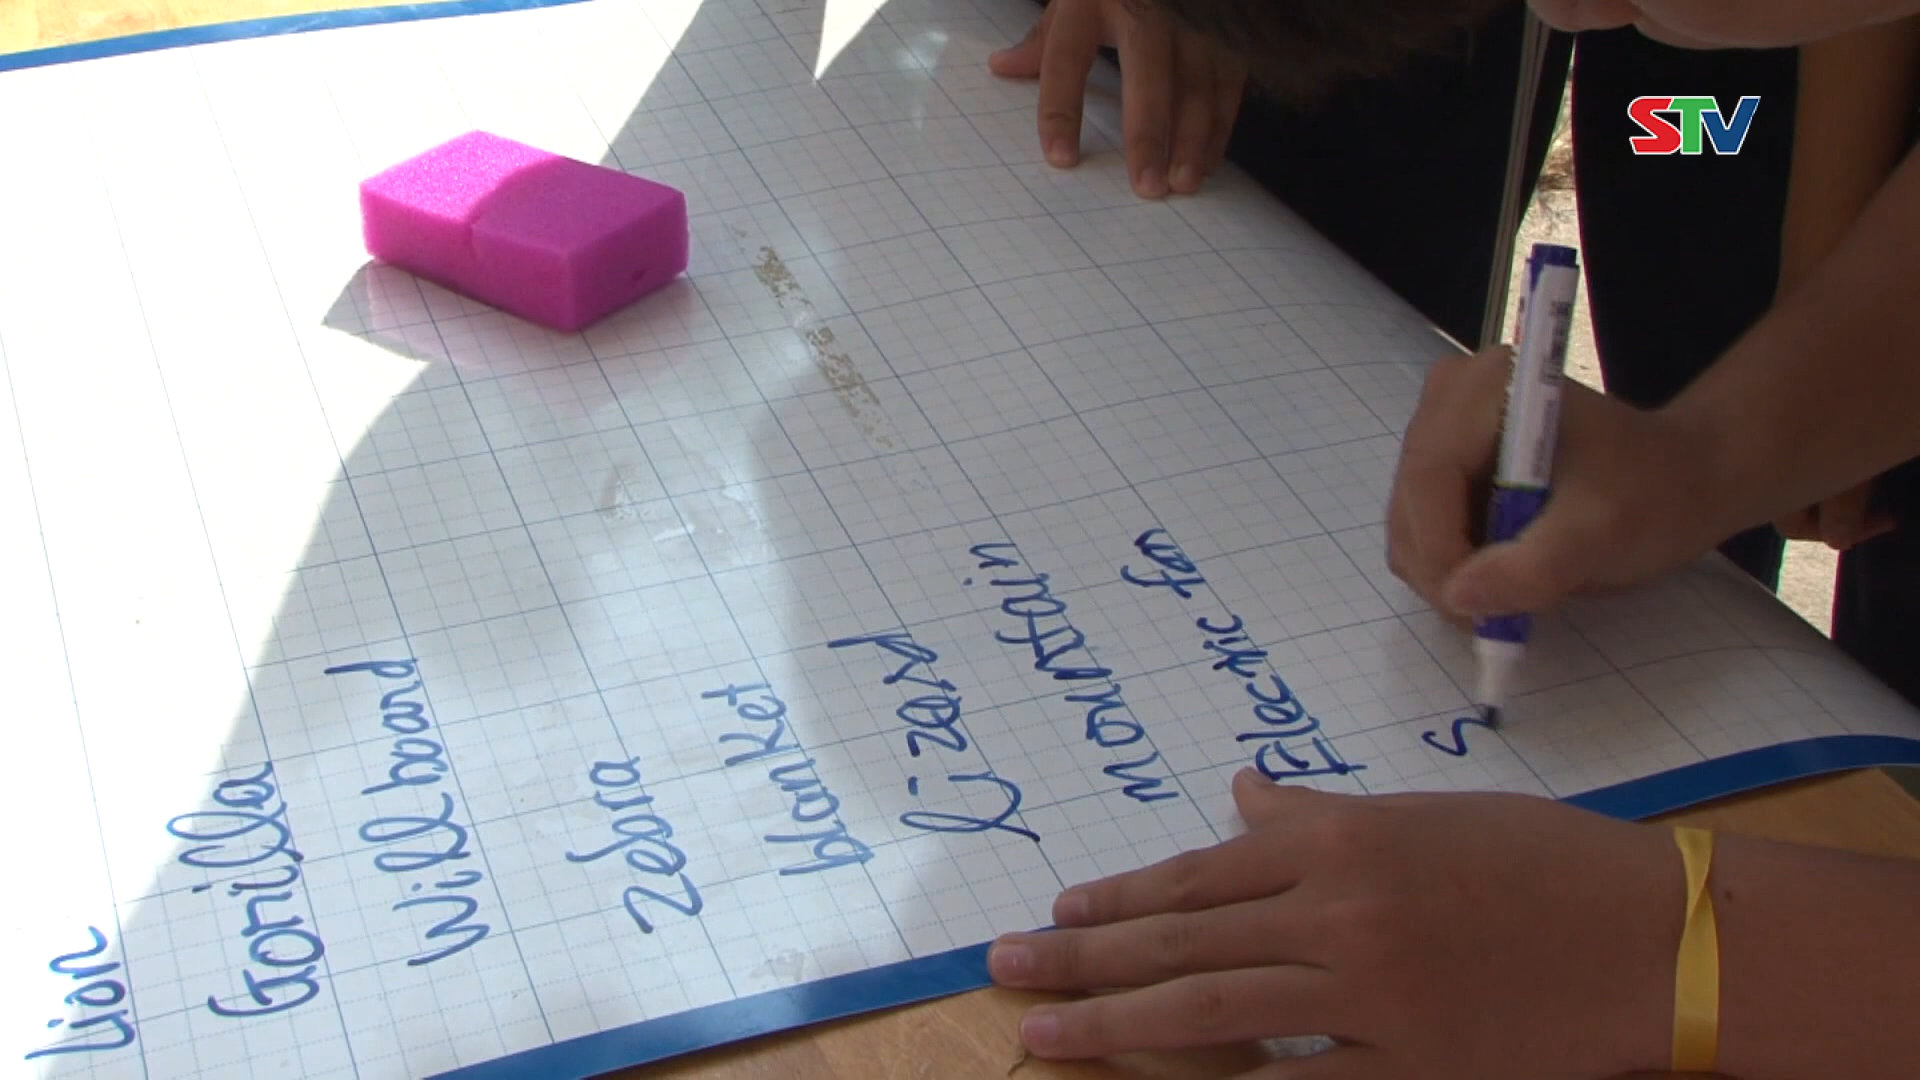 Lion
Gorilla
Willboard
Zebra
blanket
Lizard
mountain
Electric fan
S
STV